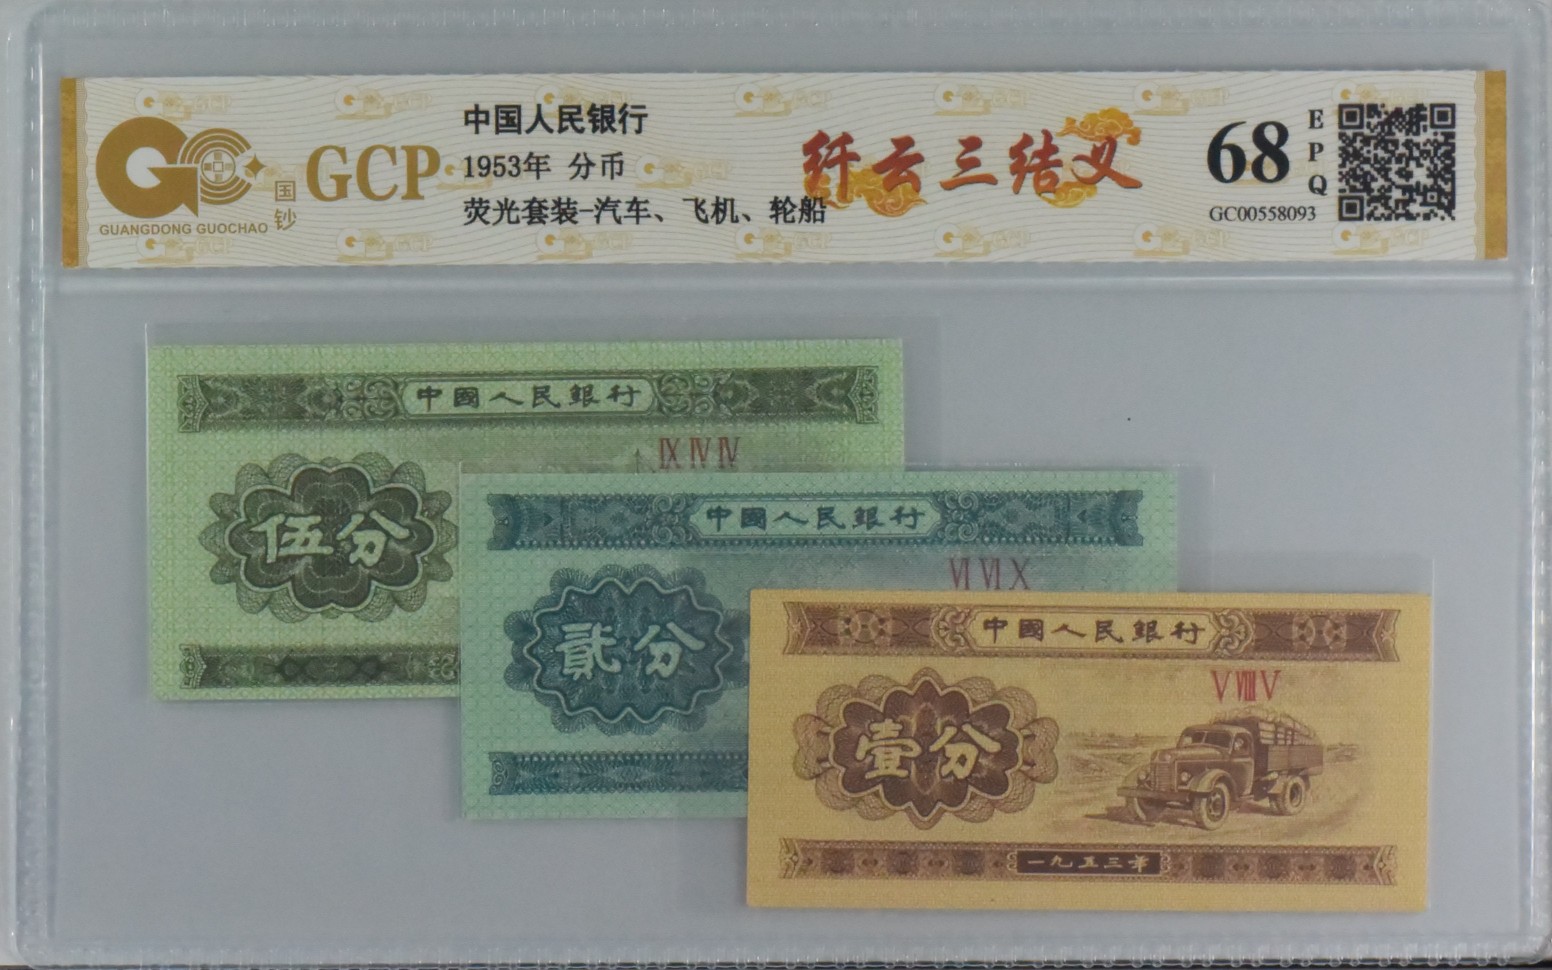 GCP
国钞
GUANGDONG GUOCHAO
中国人民银行
1953年 分币
荧光套装-汽车、飞机、轮船
纤云三结义
68
EPQ
GC00558093
中國人民銀行
IX IV IV
伍分
中國人民銀行
VI VI X
貳分
中國人民銀行
V VIII V
壹分
一九五三年